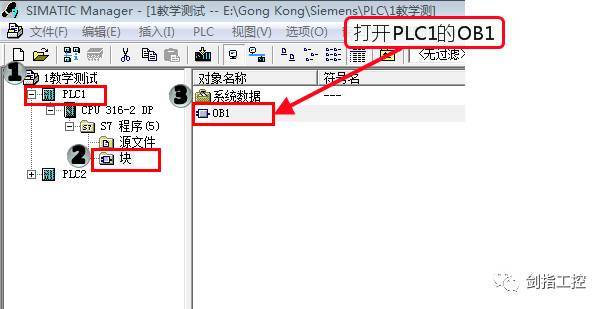 SIMATIC Manager - [1教学测试 -- E:\Gong Kong\Siemens\PLC\1教学测]
文件(F) 编辑(E) 插入(I) PLC 视图(V) 选项(O)
打开PLC1的OB1
<无过滤>
1 1教学测试
PLC1
CPU 316-2 DP
S7 程序(5)
源文件
2 块
PLC2
对象名称 符号名
3 系统数据 ---
OB1
剑指工控